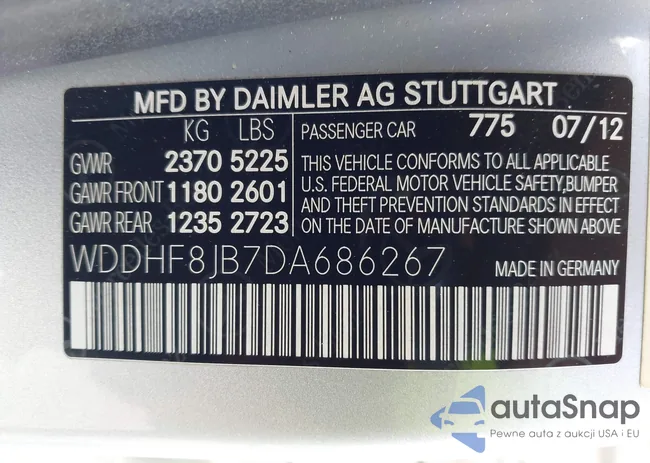 MFD BY DAIMLER AG STUTTGART
KG LBS PASSENGER CAR 775 07/12
GVWR 2370 5225
GAWR FRONT 1180 2601
GAWR REAR 1235 2723
THIS VEHICLE CONFORMS TO ALL APPLICABLE
U.S. FEDERAL MOTOR VEHICLE SAFETY,BUMPER
AND THEFT PREVENTION STANDARDS IN EFFECT
ON THE DATE OF MANUFACTURE SHOWN ABOVE
WDDHF8JB7DA686267 MADE IN GERMANY
autoSnap
Pewne auta z aukcji USA i EU